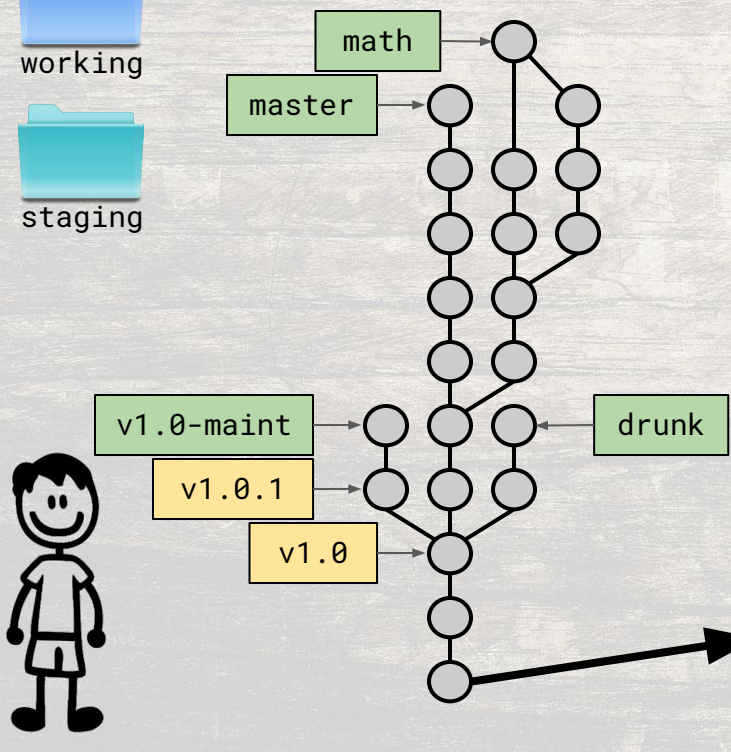 working
staging
math
master
v1.0-maint
drunk
v1.0.1
v1.0